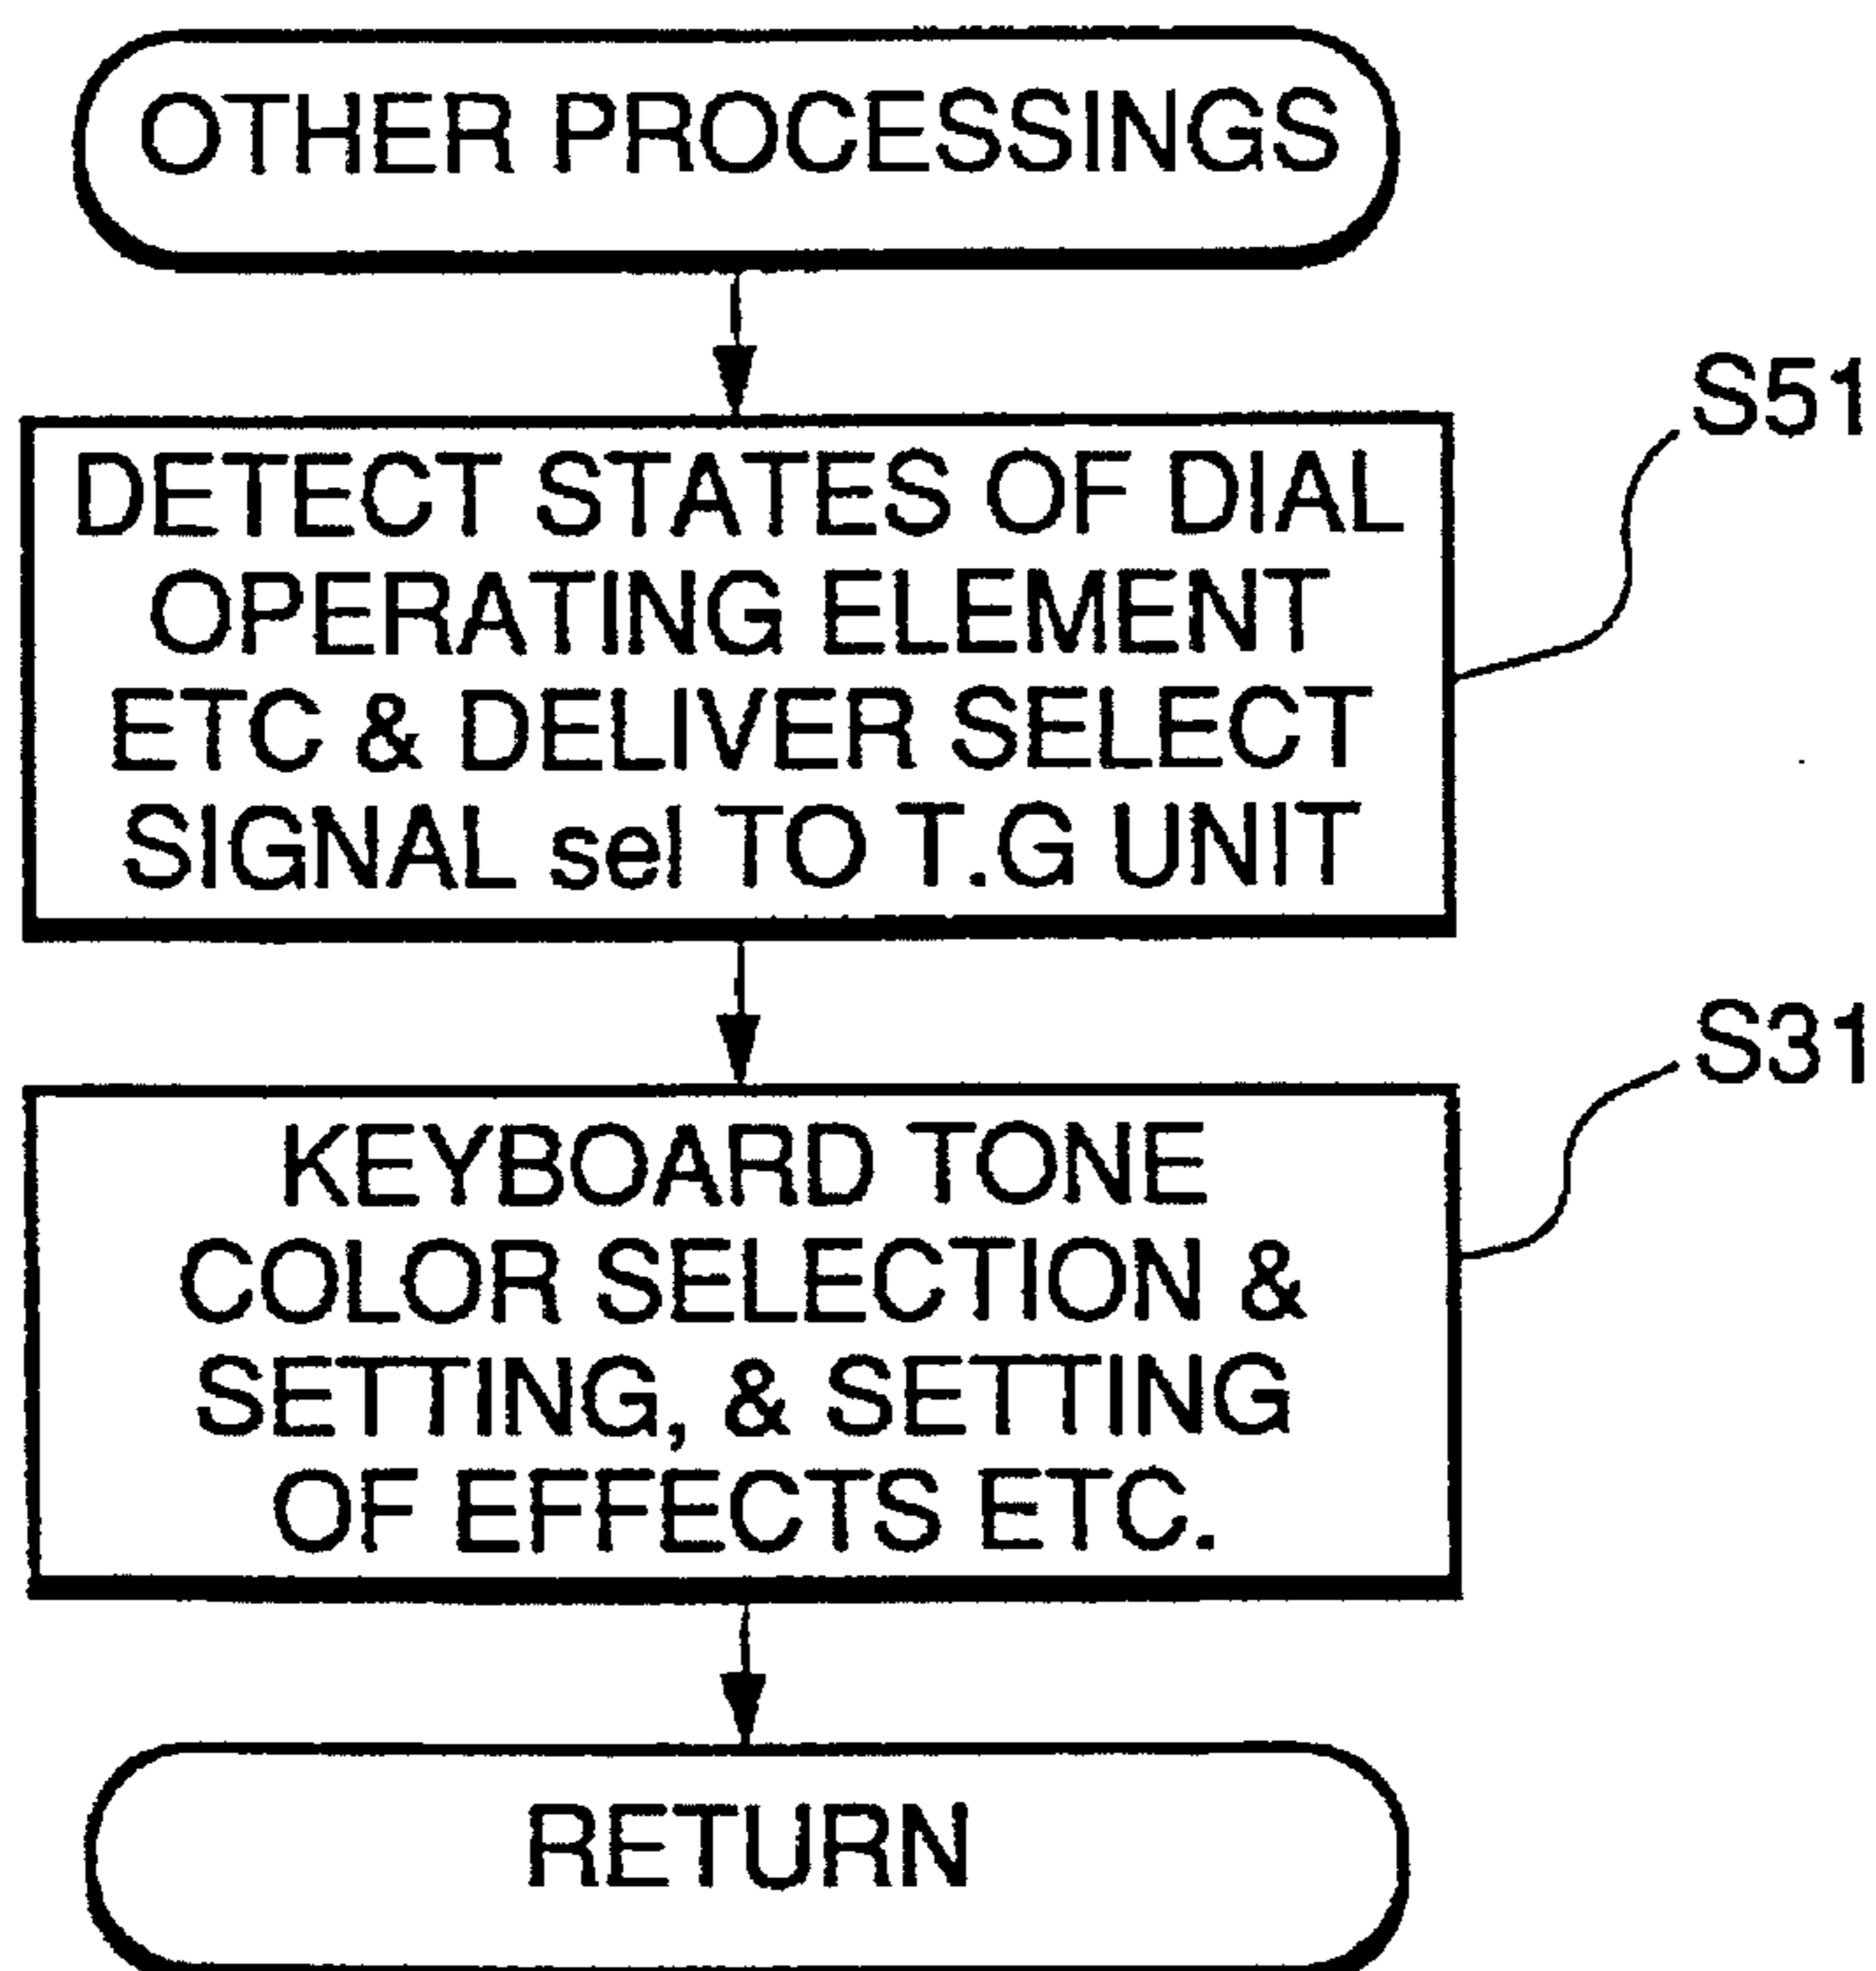 OTHER PROCESSINGS
S51
DETECT STATES OF DIAL
OPERATING ELEMENT
ETC & DELIVER SELECT
SIGNAL sel TO T.G UNIT
S31
KEYBOARD TONE
COLOR SELECTION &
SETTING, & SETTING
OF EFFECTS ETC.
RETURN